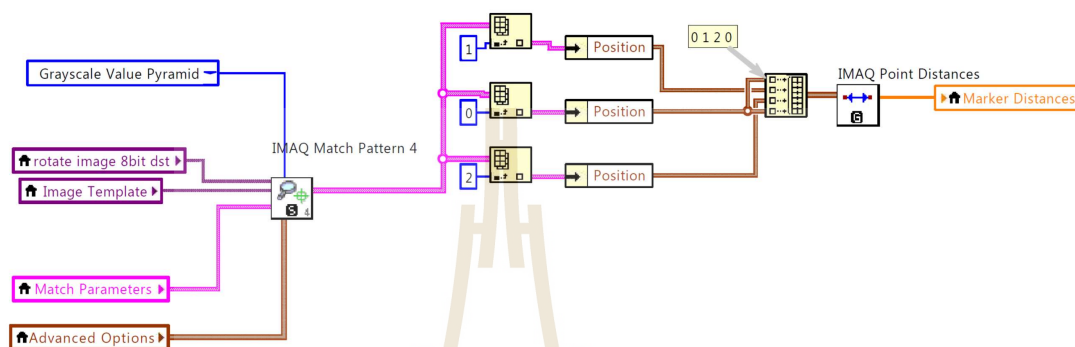 Grayscale Value Pyramid
rotate image 8bit dst
Image Template
Match Parameters
Advanced Options
IMAQ Match Pattern 4
S
4
1
Position
0
Position
2
Position
0 1 2 0
IMAQ Point Distances
G
Marker Distances